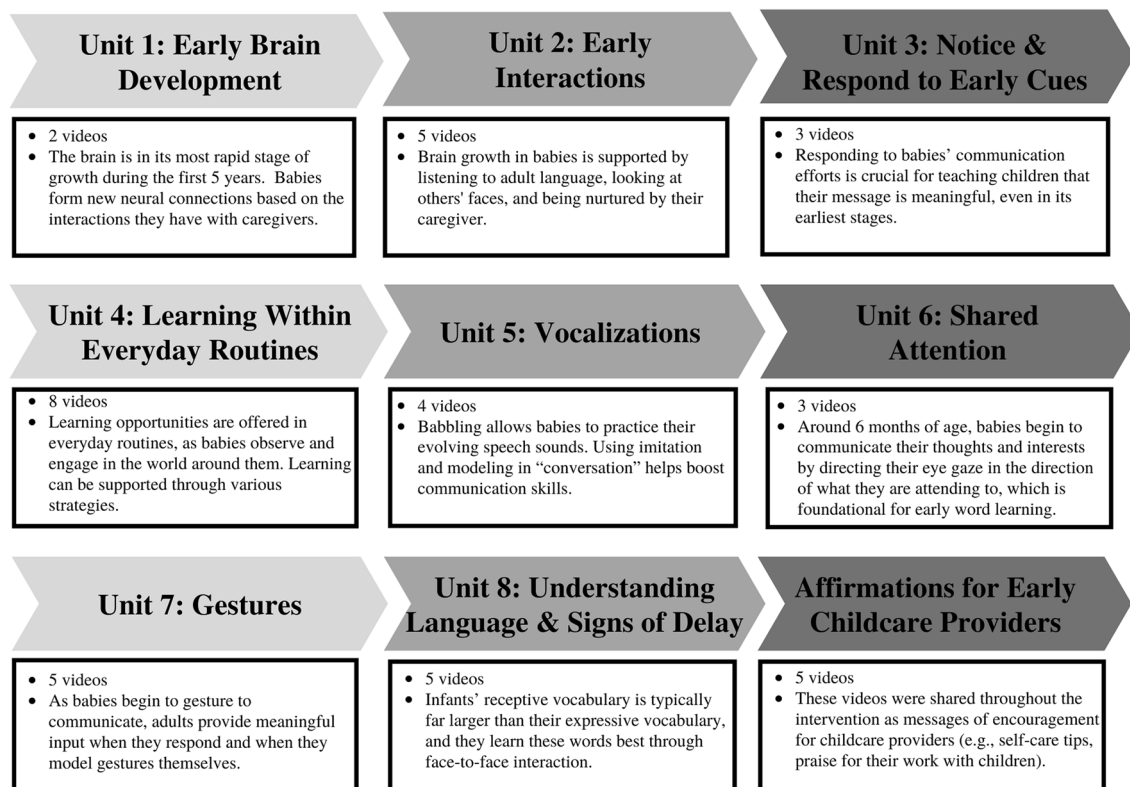 Unit 1: Early Brain
Development
• 2 videos
• The brain is in its most rapid stage of
growth during the first 5 years. Babies
form new neural connections based on the
interactions they have with caregivers.
Unit 2: Early
Interactions
• 5 videos
• Brain growth in babies is supported by
listening to adult language, looking at
others' faces, and being nurtured by their
caregiver.
Unit 3: Notice &
Respond to Early Cues
• 3 videos
• Responding to babies’ communication
efforts is crucial for teaching children that
their message is meaningful, even in its
earliest stages.
Unit 4: Learning Within
Everyday Routines
• 8 videos
• Learning opportunities are offered in
everyday routines, as babies observe and
engage in the world around them. Learning
can be supported through various
strategies.
Unit 5: Vocalizations
• 4 videos
• Babbling allows babies to practice their
evolving speech sounds. Using imitation
and modeling in “conversation” helps boost
communication skills.
Unit 6: Shared
Attention
• 3 videos
• Around 6 months of age, babies begin to
communicate their thoughts and interests
by directing their eye gaze in the direction
of what they are attending to, which is
foundational for early word learning.
Unit 7: Gestures
• 5 videos
• As babies begin to gesture to
communicate, adults provide meaningful
input when they respond and when they
model gestures themselves.
Unit 8: Understanding
Language & Signs of Delay
• 5 videos
• Infants’ receptive vocabulary is typically
far larger than their expressive vocabulary,
and they learn these words best through
face-to-face interaction.
Affirmations for Early
Childcare Providers
• 5 videos
• These videos were shared throughout the
intervention as messages of encouragement
for childcare providers (e.g., self-care tips,
praise for their work with children).